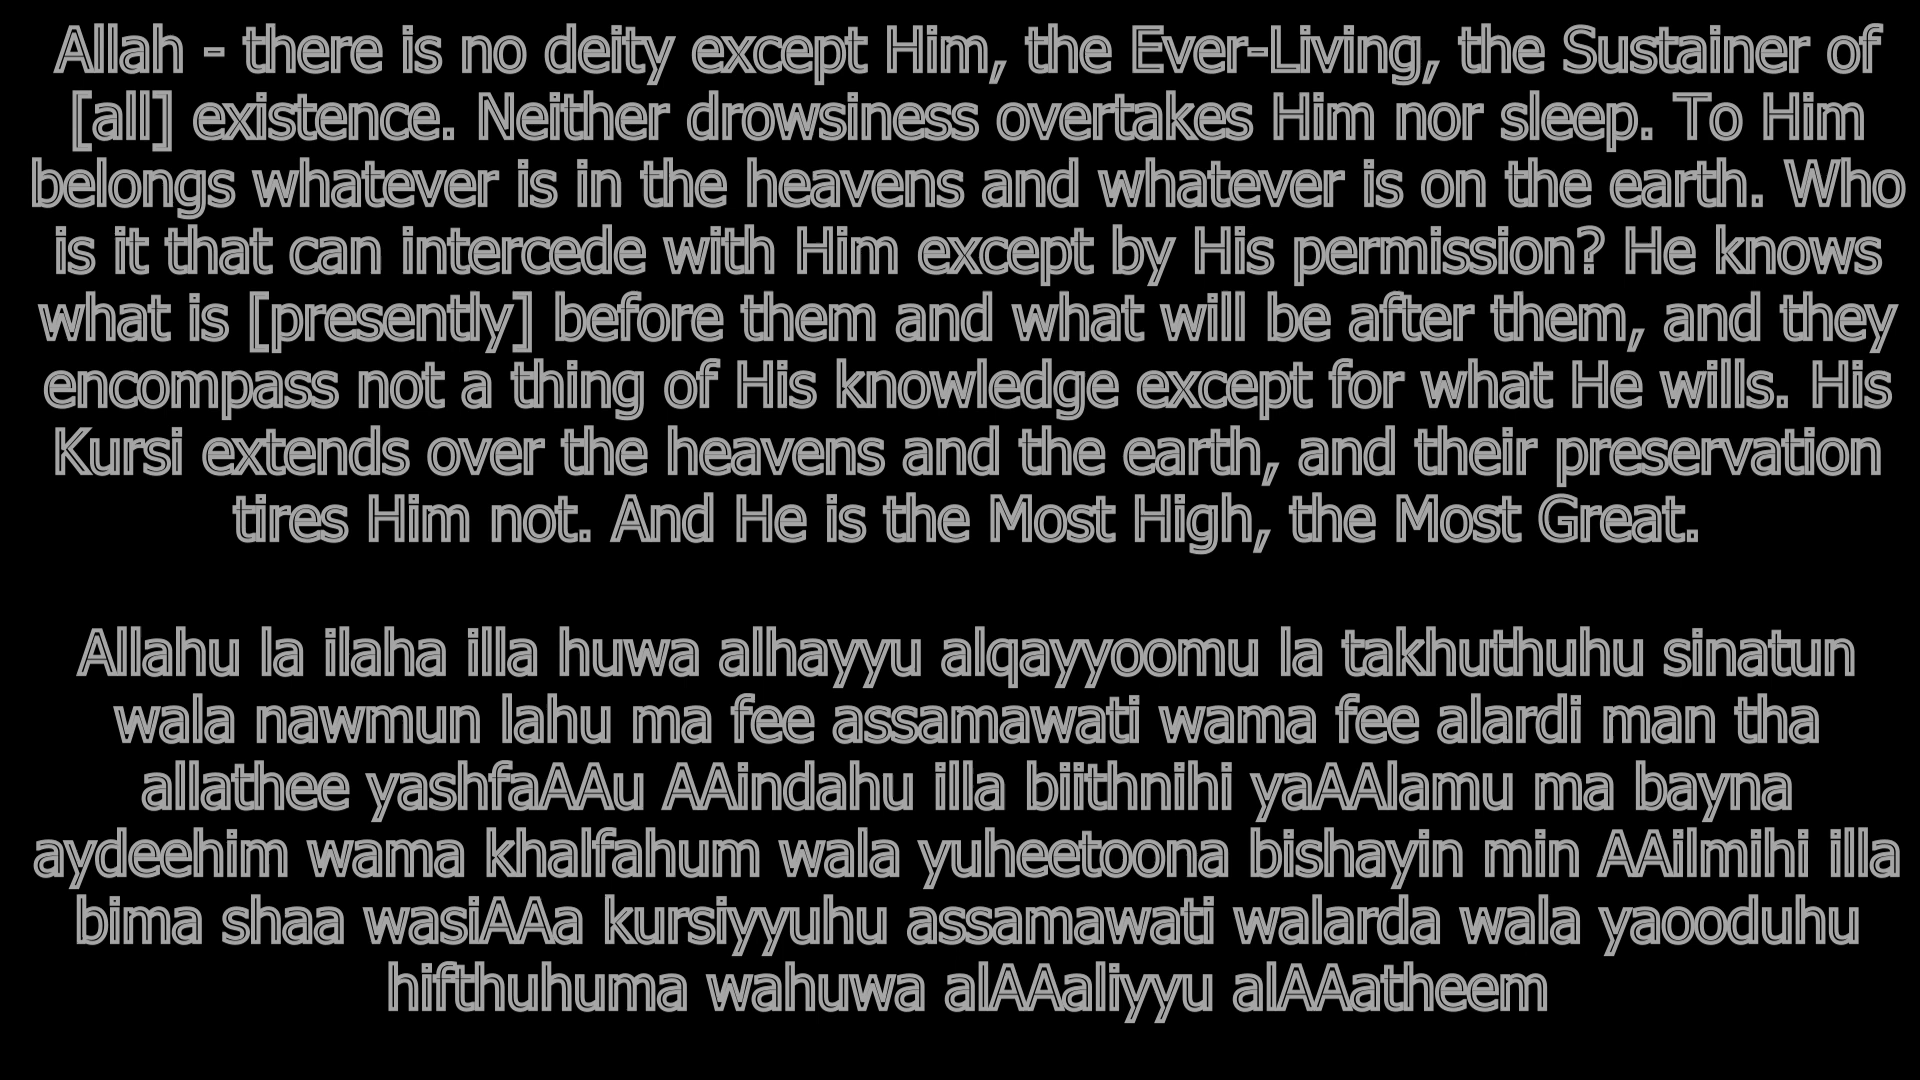 Allah - there is no deity except Him, the Ever-Living, the Sustainer of
[all] existence. Neither drowsiness overtakes Him nor sleep. To Him
belongs whatever is in the heavens and whatever is on the earth. Who
is it that can intercede with Him except by His permission? He knows
what is [presently] before them and what will be after them, and they
encompass not a thing of His knowledge except for what He wills. His
Kursi extends over the heavens and the earth, and their preservation
tires Him not. And He is the Most High, the Most Great.
Allahu la ilaha illa huwa alhayyu alqayyoomu la takhuthuhu sinatun
wala nawmun lahu ma fee assamawati wama fee alardi man tha
allathee yashfaAAu AAindahu illa biithnihi yaAAlamu ma bayna
aydeehim wama khalfahum wala yuheetoona bishayin min AAilmihi illa
bima shaa wasiAAa kursiyyuhu assamawati walarda wala yaooduhu
hifthuhuma wahuwa alAAaliyyu alAAatheem